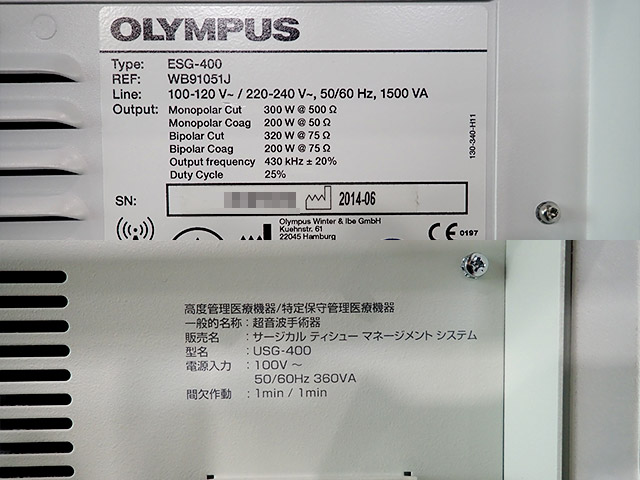 OLYMPUS
Type: ESG-400
REF: WB91051J
Line: 100-120 V~ / 220-240 V~, 50/60 Hz, 1500 VA
Output: Monopolar Cut 300 W @ 500 Ω
Monopolar Coag 200 W @ 50 Ω
Bipolar Cut 320 W @ 75 Ω
Bipolar Coag 200 W @ 75 Ω
Output frequency 430 kHz ± 20%
Duty Cycle 25%
130-340-H11
SN: 2014-06
Olympus Winter & Ibe GmbH
Kuehnstr. 61
22045 Hamburg
CE 0197
高度管理医療機器/特定保守管理医療機器
一般的名称：超音波手術器
販売名：サージカル ティシュー マネージメント システム
型名：USG-400
電源入力：100V ～
50/60Hz 360VA
間欠作動：1min / 1min